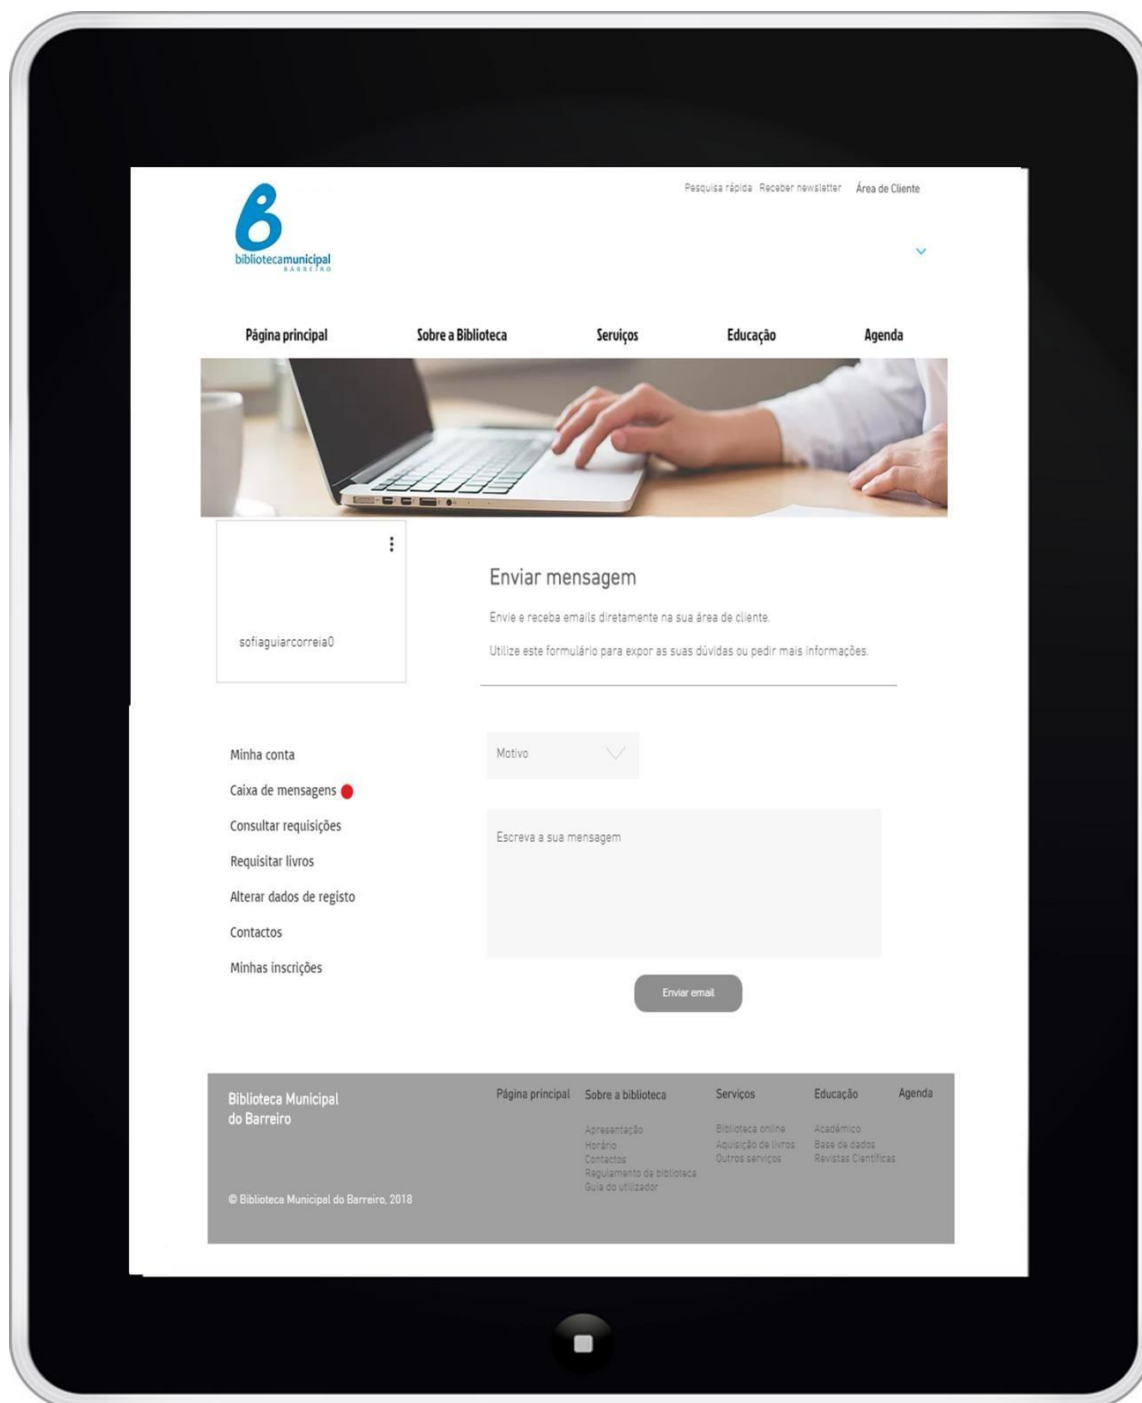 Pesquisa rápida Receber newsletter Área de Cliente
bibliotecamunicipal
BARREIRO
Página principal Sobre a Biblioteca Serviços Educação Agenda
sofiaguiarcorreia0
Enviar mensagem
Envie e receba emails diretamente na sua área de cliente.
Utilize este formulário para expor as suas dúvidas ou pedir mais informações.
Minha conta
Caixa de mensagens
Consultar requisições
Requisitar livros
Alterar dados de registo
Contactos
Minhas inscrições
Motivo
Escreva a sua mensagem
Enviar email
Biblioteca Municipal
do Barreiro
© Biblioteca Municipal do Barreiro, 2018
Página principal
Sobre a biblioteca
Apresentação
Horário
Contactos
Regulamento da biblioteca
Guia do utilizador
Serviços
Biblioteca online
Aquisição de livros
Outros serviços
Educação
Académico
Base de dados
Revistas Científicas
Agenda